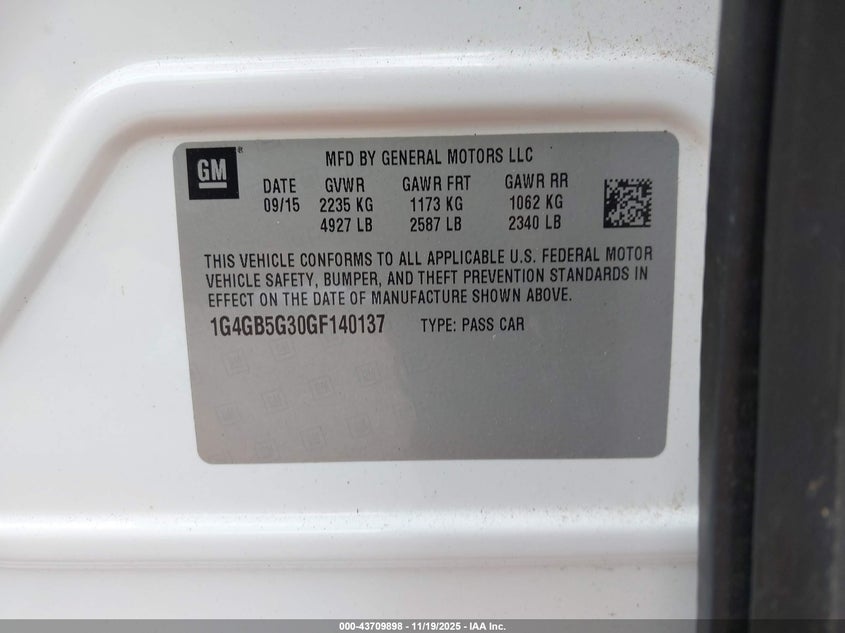 GM ®
MFD BY GENERAL MOTORS LLC
DATE GVWR GAWR FRT GAWR RR
09/15 2235 KG 1173 KG 1062 KG
4927 LB 2587 LB 2340 LB
THIS VEHICLE CONFORMS TO ALL APPLICABLE U.S. FEDERAL MOTOR
VEHICLE SAFETY, BUMPER, AND THEFT PREVENTION STANDARDS IN
EFFECT ON THE DATE OF MANUFACTURE SHOWN ABOVE.
1G4GB5G30GF140137 TYPE: PASS CAR
000-43709898 - 11/19/2025 - IAA Inc.